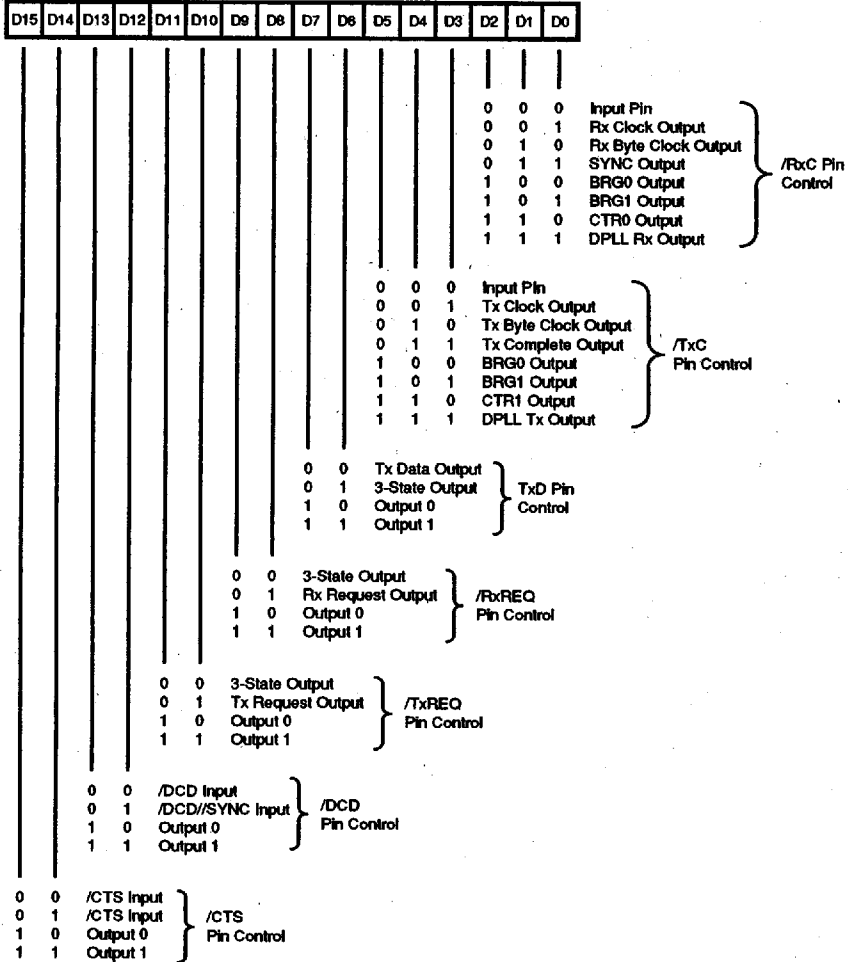 D15 D14 D13 D12 D11 D10 D9 D8 D7 D6 D5 D4 D3 D2 D1 D0
0 0 0 Input Pin
0 0 1 Rx Clock Output
0 1 0 Rx Byte Clock Output
0 1 1 SYNC Output
1 0 0 BRG0 Output
1 0 1 BRG1 Output
1 1 0 CTR0 Output
1 1 1 DPLL Rx Output
/RxC Pin
Control
0 0 0 Input Pin
0 0 1 Tx Clock Output
0 1 0 Tx Byte Clock Output
0 1 1 Tx Complete Output
1 0 0 BRG0 Output
1 0 1 BRG1 Output
1 1 0 CTR1 Output
1 1 1 DPLL Tx Output
/TxC
Pin Control
0 0 Tx Data Output
0 1 3-State Output
1 0 Output 0
1 1 Output 1
TxD Pin
Control
0 0 3-State Output
0 1 Rx Request Output
1 0 Output 0
1 1 Output 1
/RxREQ
Pin Control
0 0 3-State Output
0 1 Tx Request Output
1 0 Output 0
1 1 Output 1
/TxREQ
Pin Control
0 0 /DCD Input
0 1 /DCD//SYNC Input
1 0 Output 0
1 1 Output 1
/DCD
Pin Control
0 0 /CTS Input
0 1 /CTS Input
1 0 Output 0
1 1 Output 1
/CTS
Pin Control